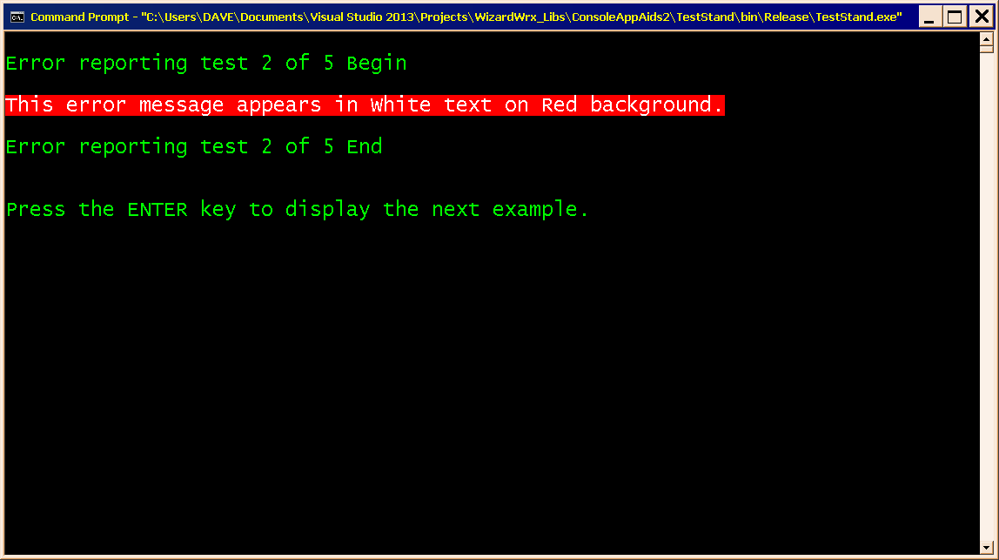 Command Prompt - "C:\Users\DAVE\Documents\Visual Studio 2013\Projects\WizardWrx_Libs\ConsoleAppAids2\TestStand\bin\Release\TestStand.exe"
Error reporting test 2 of 5 Begin
This error message appears in White text on Red background.
Error reporting test 2 of 5 End
Press the ENTER key to display the next example.